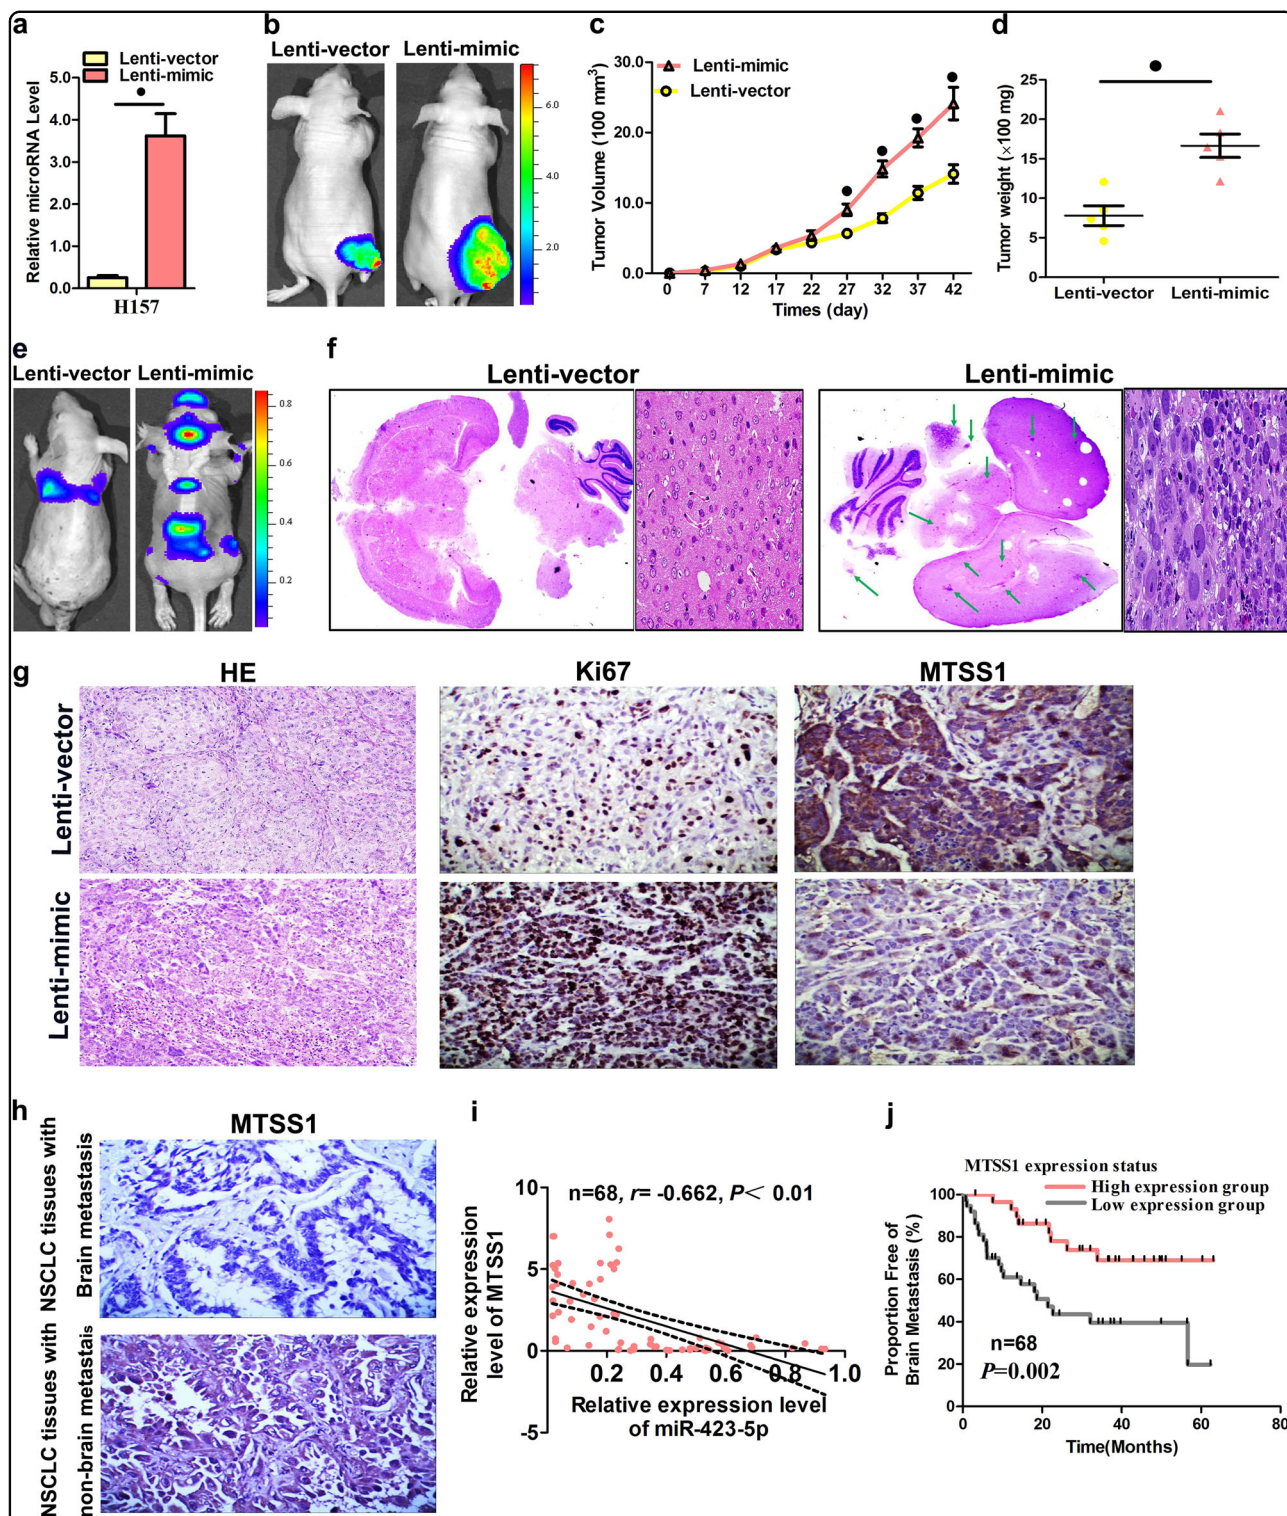 a
Lenti-vector
Lenti-mimic
Relative microRNA Level
5.0
4.0
3.0
2.0
1.0
0.0
H157
b
Lenti-vector Lenti-mimic
6.0
4.0
2.0
c
Lenti-mimic
Lenti-vector
Tumor Volume (100 mm³)
30.0
20.0
10.0
0.0
0 7 12 17 22 27 32 37 42
Times (day)
d
Tumor weight (×100 mg)
25
20
15
10
5
0
Lenti-vector Lenti-mimic
e
Lenti-vector Lenti-mimic
0.8
0.6
0.4
0.2
f
Lenti-vector Lenti-mimic
g
HE Ki67 MTSS1
Lenti-vector
Lenti-mimic
h
MTSS1
NSCLC tissues with
Brain metastasis
NSCLC tissues with
non-brain metastasis
i
n=68, r= -0.662, P< 0.01
Relative expression
level of MTSS1
10
5
0
-5
0.2 0.4 0.6 0.8 1.0
Relative expression level
of miR-423-5p
j
MTSS1 expression status
High expression group
Low expression group
Proportion Free of
Brain Metastasis (%)
100
80
60
40
20
n=68
P=0.002
0 20 40 60 80
Time(Months)